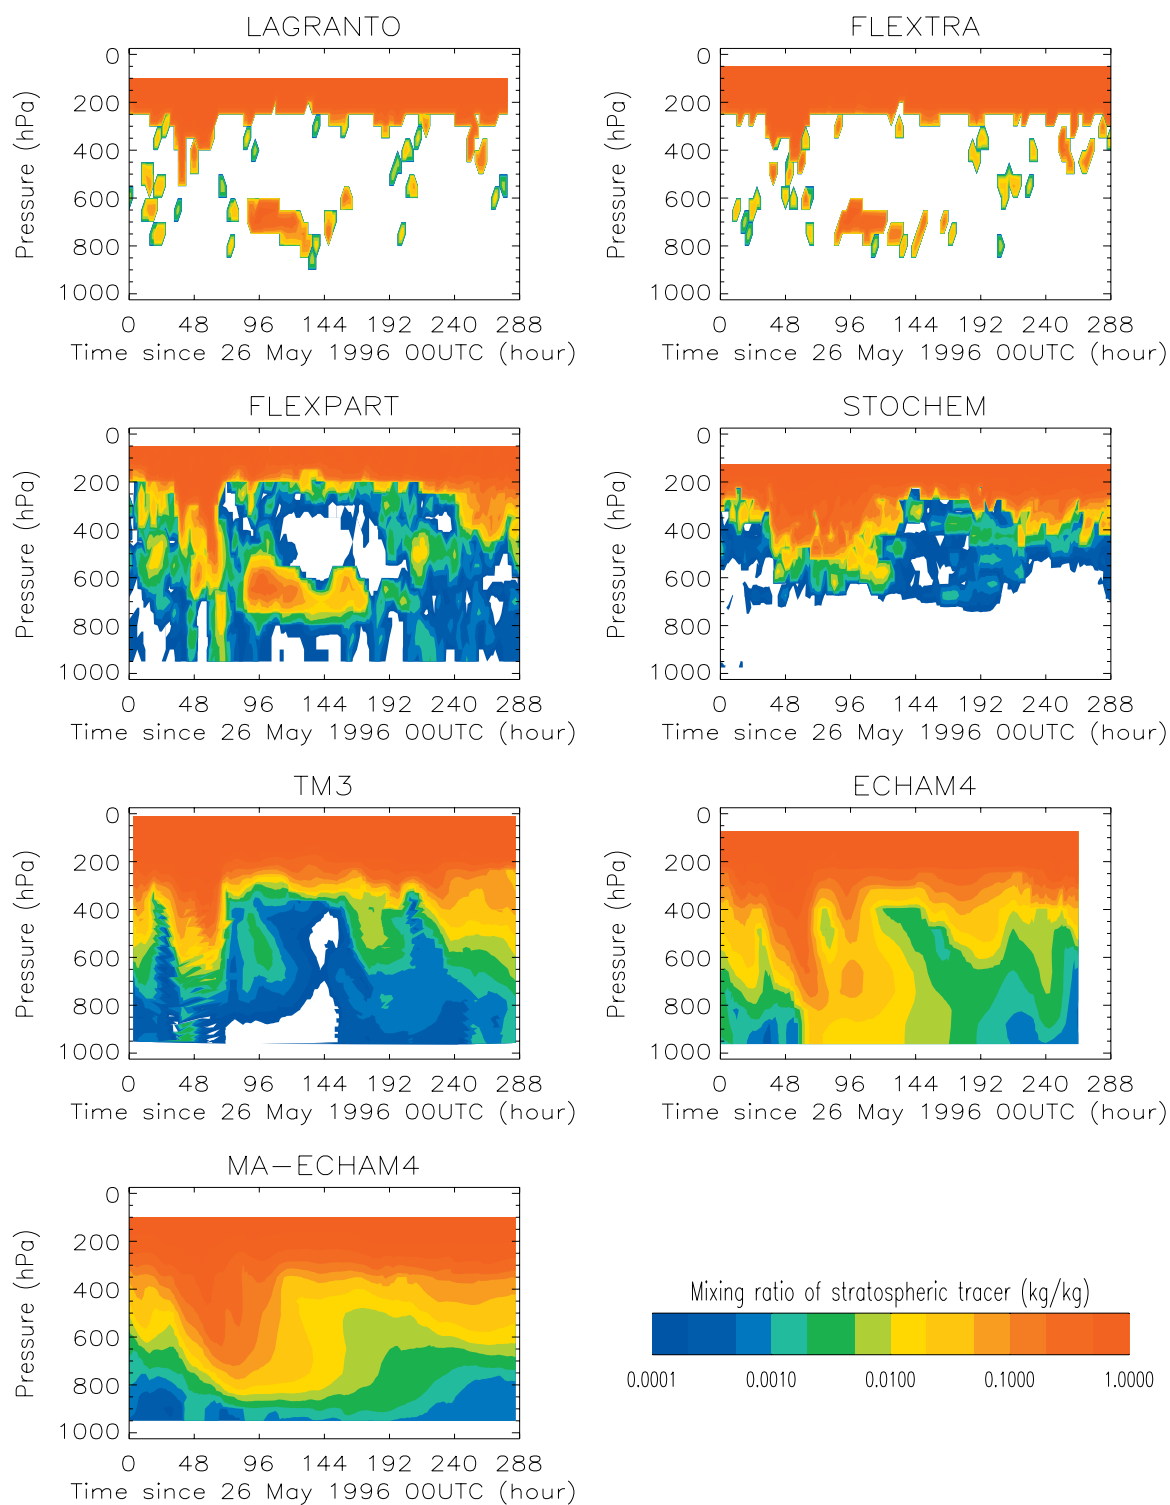 LAGRANTO
FLEXTRA
Pressure (hPa)
0
200
400
600
800
1000
0 48 96 144 192 240 288
Time since 26 May 1996 00UTC (hour)
Pressure (hPa)
0
200
400
600
800
1000
0 48 96 144 192 240 288
Time since 26 May 1996 00UTC (hour)
FLEXPART
STOCHEM
Pressure (hPa)
0
200
400
600
800
1000
0 48 96 144 192 240 288
Time since 26 May 1996 00UTC (hour)
Pressure (hPa)
0
200
400
600
800
1000
0 48 96 144 192 240 288
Time since 26 May 1996 00UTC (hour)
TM3
ECHAM4
Pressure (hPa)
0
200
400
600
800
1000
0 48 96 144 192 240 288
Time since 26 May 1996 00UTC (hour)
Pressure (hPa)
0
200
400
600
800
1000
0 48 96 144 192 240 288
Time since 26 May 1996 00UTC (hour)
MA-ECHAM4
Pressure (hPa)
0
200
400
600
800
1000
0 48 96 144 192 240 288
Time since 26 May 1996 00UTC (hour)
Mixing ratio of stratospheric tracer (kg/kg)
0.0001 0.0010 0.0100 0.1000 1.0000